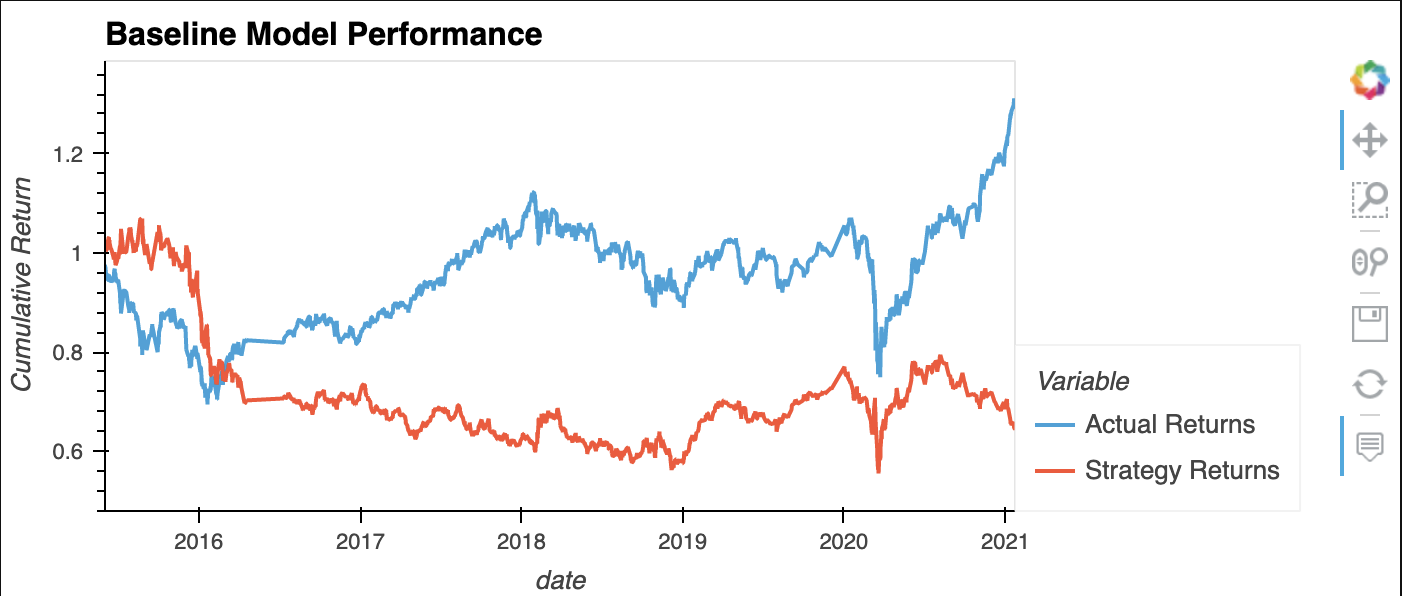 Baseline Model Performance
1.2
1
0.8
0.6
Cumulative Return
2016
2017
2018
2019
2020
2021
date
Variable
Actual Returns
Strategy Returns